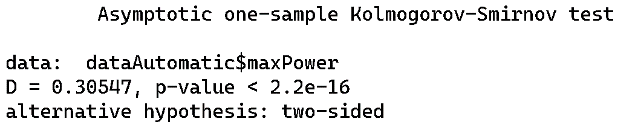 Asymptotic one-sample Kolmogorov-Smirnov test
data:  dataAutomatic$maxPower
D = 0.30547, p-value < 2.2e-16
alternative hypothesis: two-sided